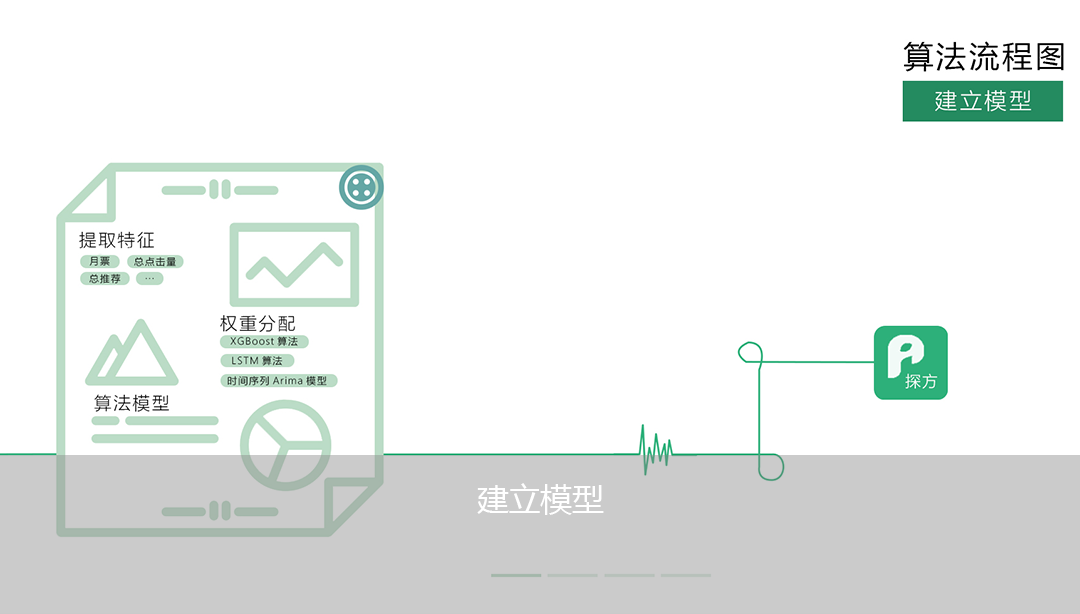 算法流程图
建立模型
提取特征
月票 总点击量
总推荐 ...
权重分配
XGBoost 算法
LSTM 算法
时间序列 Arima 模型
算法模型
探方
建立模型